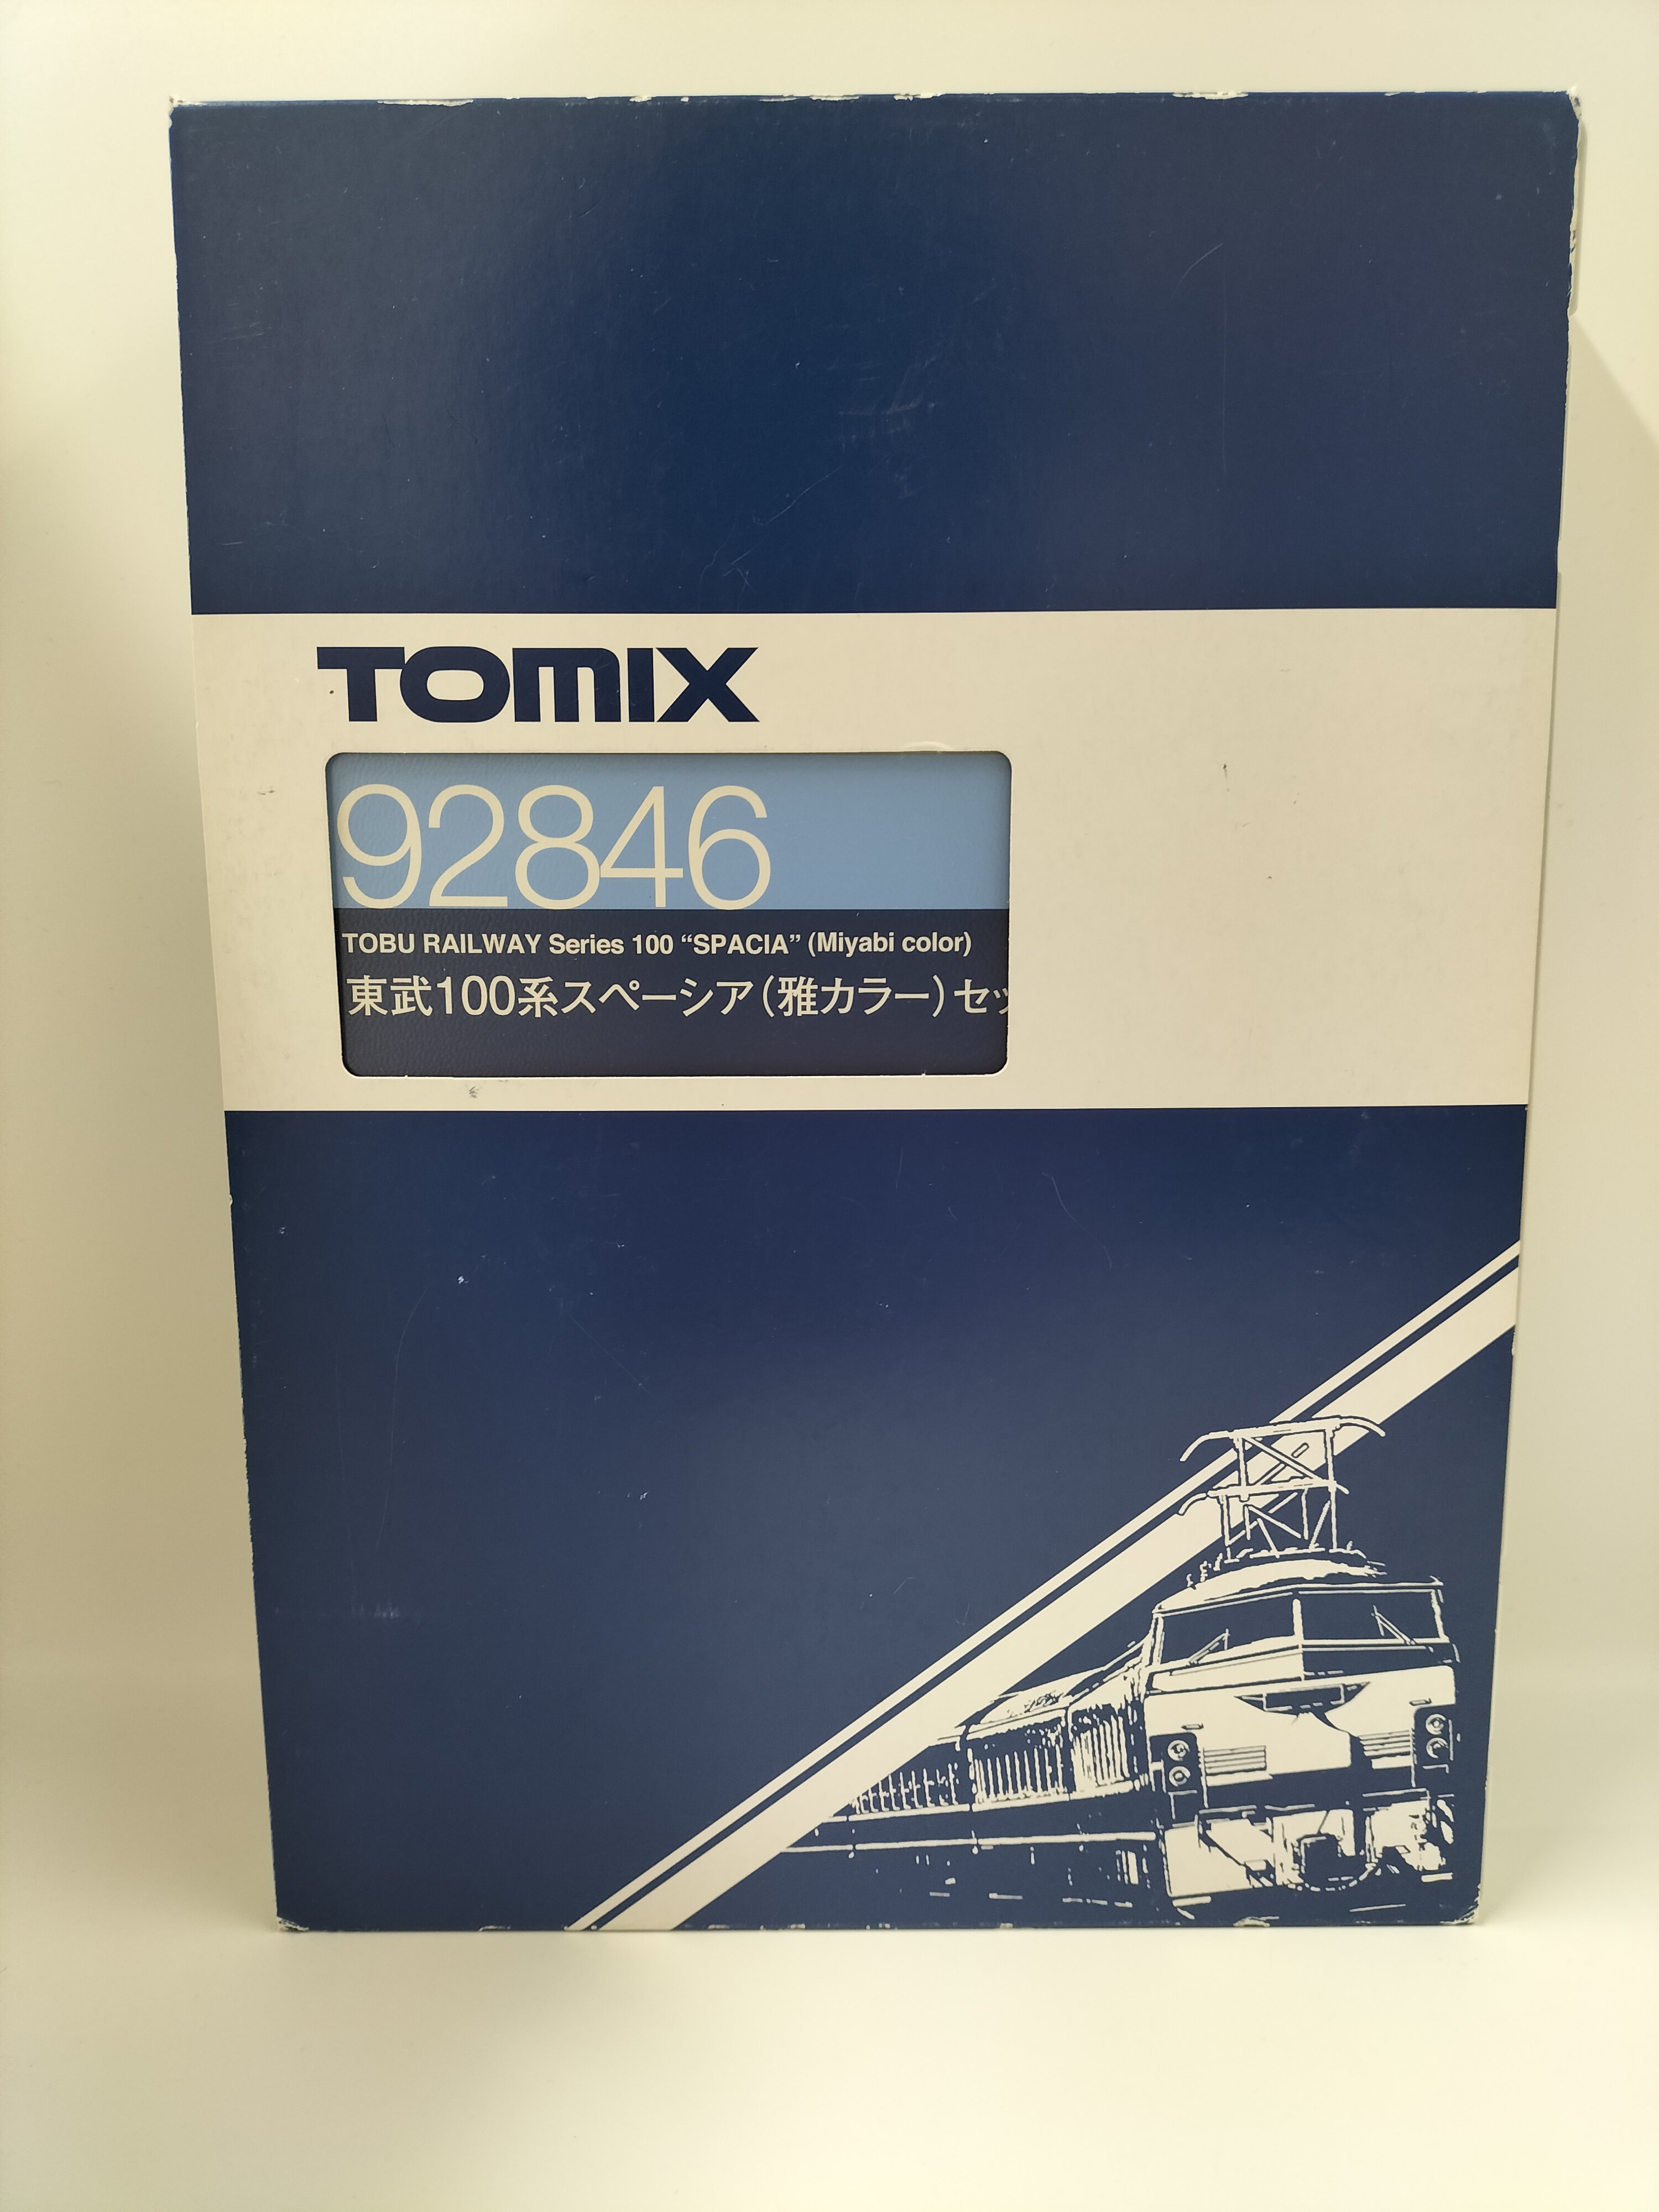 TOMIX
92846
TOBU RAILWAY Series 100 “SPACIA” (Miyabi color)
東武100系スペーシア(雅カラー)セッ